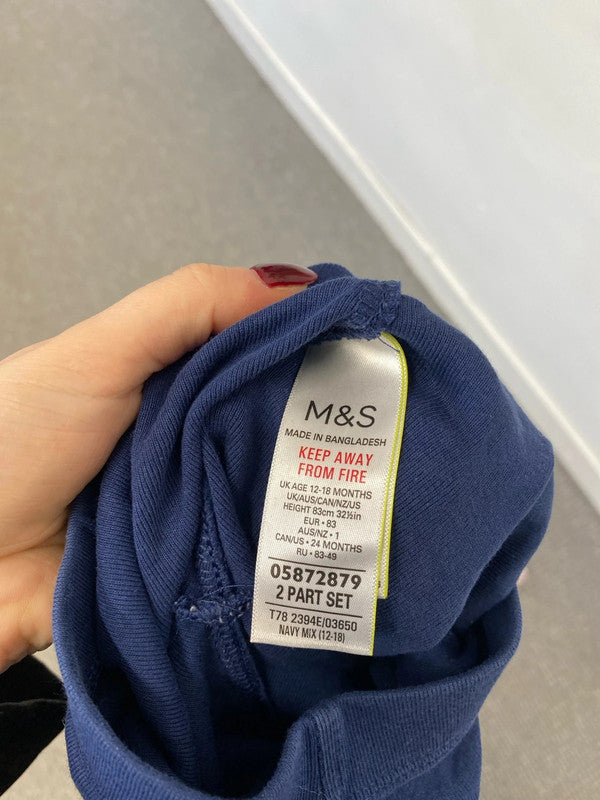 M&S
MADE IN BANGLADESH
KEEP AWAY
FROM FIRE
UK AGE 12-18 MONTHS
UK/AUS/CAN/NZ/US
HEIGHT 83cm 32½in
EUR • 83
AUS/NZ • 1
CAN/US • 24 MONTHS
RU • 83-49
05872879
2 PART SET
T78 2394E/03650
NAVY MIX (12-18)